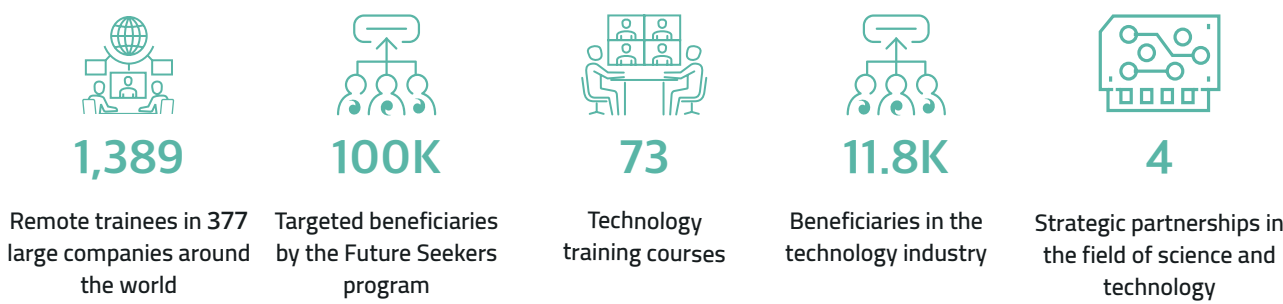 1,389
Remote trainees in 377
large companies around
the world
100K
Targeted beneficiaries
by the Future Seekers
program
73
Technology
training courses
11.8K
Beneficiaries in the
technology industry
4
Strategic partnerships in
the field of science and
technology